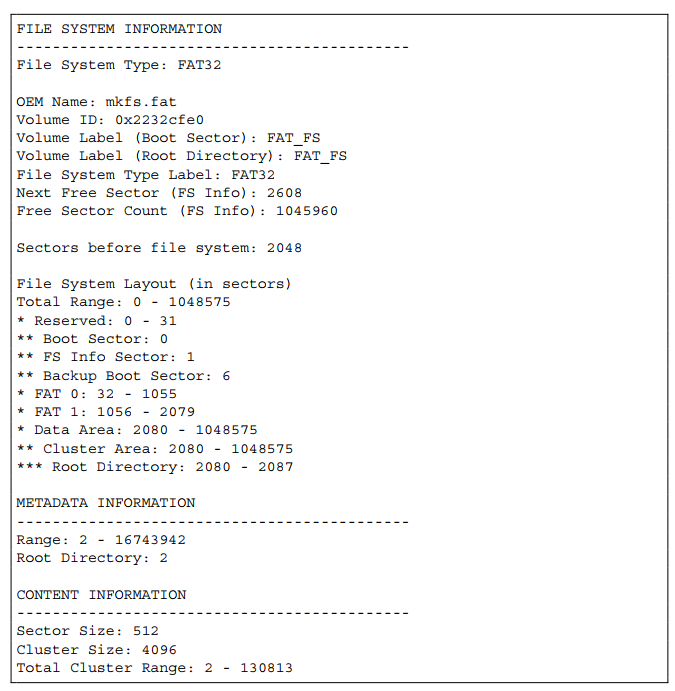 FILE SYSTEM INFORMATION
--------------------------------------------
File System Type: FAT32
OEM Name: mkfs.fat
Volume ID: 0x2232cfe0
Volume Label (Boot Sector): FAT_FS
Volume Label (Root Directory): FAT_FS
File System Type Label: FAT32
Next Free Sector (FS Info): 2608
Free Sector Count (FS Info): 1045960
Sectors before file system: 2048
File System Layout (in sectors)
Total Range: 0 - 1048575
* Reserved: 0 - 31
** Boot Sector: 0
** FS Info Sector: 1
** Backup Boot Sector: 6
* FAT 0: 32 - 1055
* FAT 1: 1056 - 2079
* Data Area: 2080 - 1048575
** Cluster Area: 2080 - 1048575
*** Root Directory: 2080 - 2087
METADATA INFORMATION
--------------------------------------------
Range: 2 - 16743942
Root Directory: 2
CONTENT INFORMATION
--------------------------------------------
Sector Size: 512
Cluster Size: 4096
Total Cluster Range: 2 - 130813